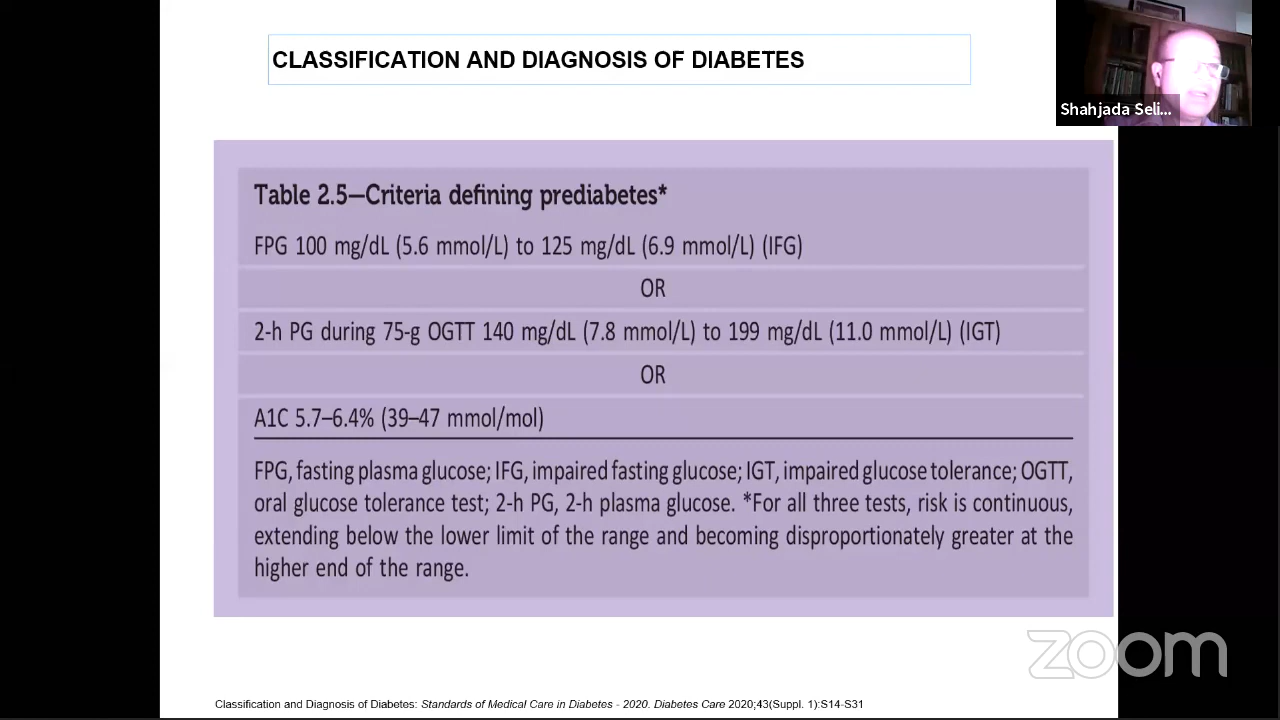 CLASSIFICATION AND DIAGNOSIS OF DIABETES
Shahjada Seli...
Table 2.5—Criteria defining prediabetes*
FPG 100 mg/dL (5.6 mmol/L) to 125 mg/dL (6.9 mmol/L) (IFG)
OR
2-h PG during 75-g OGTT 140 mg/dL (7.8 mmol/L) to 199 mg/dL (11.0 mmol/L) (IGT)
OR
A1C 5.7–6.4% (39–47 mmol/mol)
FPG, fasting plasma glucose; IFG, impaired fasting glucose; IGT, impaired glucose tolerance; OGTT,
oral glucose tolerance test; 2-h PG, 2-h plasma glucose. *For all three tests, risk is continuous,
extending below the lower limit of the range and becoming disproportionately greater at the
higher end of the range.
zoom
Classification and Diagnosis of Diabetes: Standards of Medical Care in Diabetes - 2020. Diabetes Care 2020;43(Suppl. 1):S14-S31